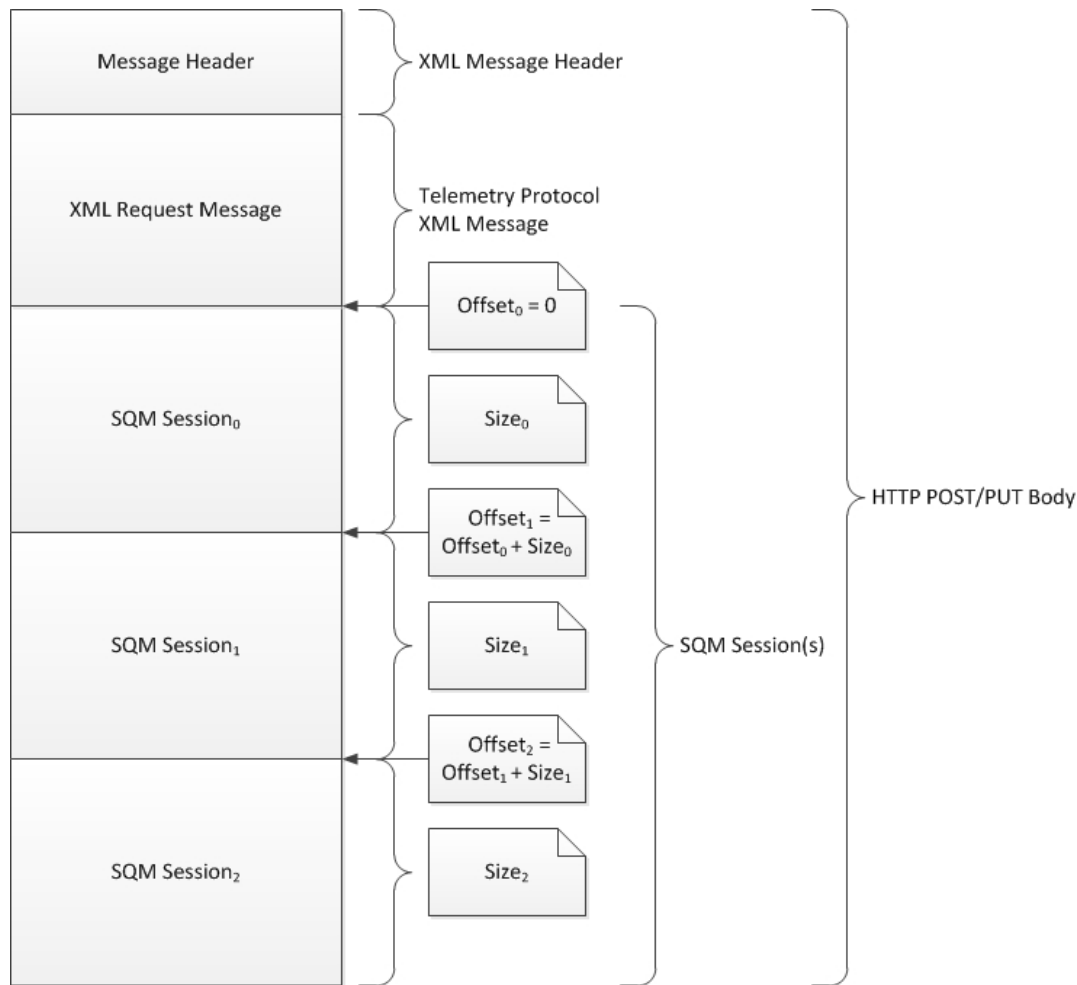 Message Header
XML Message Header
XML Request Message
Telemetry Protocol
XML Message
Offset₀ = 0
SQM Session₀
Size₀
Offset₁ =
Offset₀ + Size₀
HTTP POST/PUT Body
SQM Session₁
Size₁
SQM Session(s)
Offset₂ =
Offset₁ + Size₁
SQM Session₂
Size₂